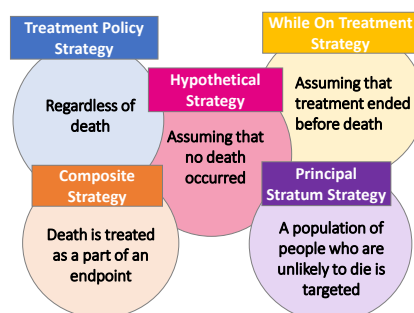 Treatment Policy
Strategy
Regardless of
death
While On Treatment
Strategy
Assuming that
treatment ended
before death
Hypothetical
Strategy
Assuming that
no death
occurred
Composite
Strategy
Death is treated
as a part of an
endpoint
Principal
Stratum Strategy
A population of
people who are
unlikely to die is
targeted